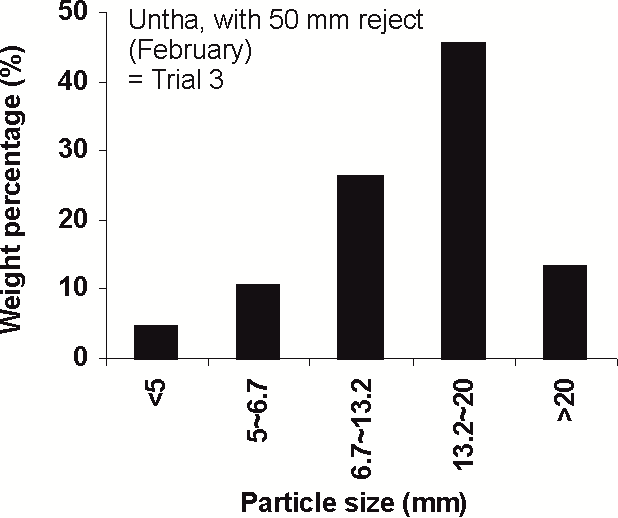 Untha, with 50 mm reject
(February)
= Trial 3
Weight percentage (%)
50
40
30
20
10
0
<5
5~6.7
6.7~13.2
13.2~20
>20
Particle size (mm)